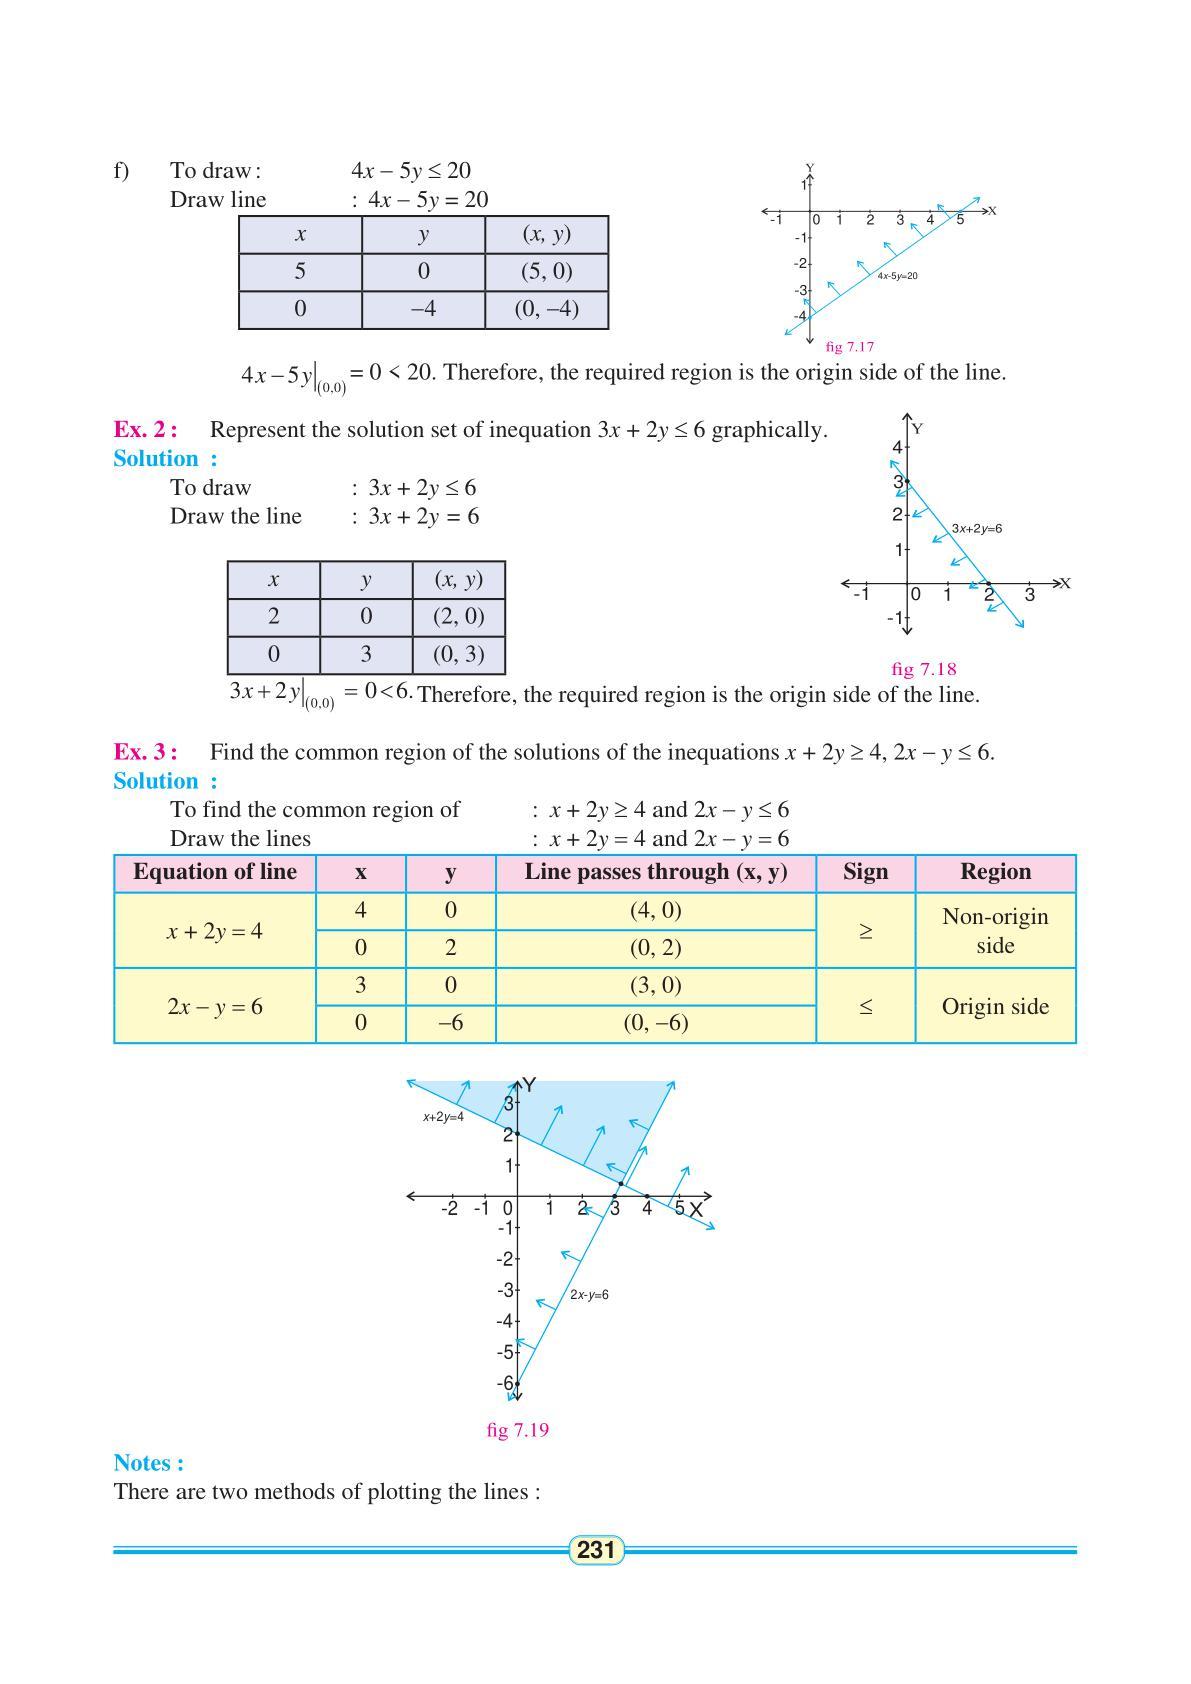 f) To draw : 4x – 5y ≤ 20
Draw line : 4x – 5y = 20
x y (x, y)
5 0 (5, 0)
0 –4 (0, –4)
Y
1
-1 0 1 2 3 4 5 X
-1
-2
4x-5y=20
-3
-4
fig 7.17
4x – 5y|(0,0) = 0 < 20. Therefore, the required region is the origin side of the line.
Ex. 2 : Represent the solution set of inequation 3x + 2y ≤ 6 graphically.
Solution :
To draw : 3x + 2y ≤ 6
Draw the line : 3x + 2y = 6
x y (x, y)
2 0 (2, 0)
0 3 (0, 3)
Y
4
3
2
3x+2y=6
1
-1 0 1 2 3 X
-1
fig 7.18
3x + 2y|(0,0) = 0<6. Therefore, the required region is the origin side of the line.
Ex. 3 : Find the common region of the solutions of the inequations x + 2y ≥ 4, 2x – y ≤ 6.
Solution :
To find the common region of : x + 2y ≥ 4 and 2x – y ≤ 6
Draw the lines : x + 2y = 4 and 2x – y = 6
Equation of line x y Line passes through (x, y) Sign Region
x + 2y = 4 4 0 (4, 0) ≥ Non-origin side
0 2 (0, 2)
2x – y = 6 3 0 (3, 0) ≤ Origin side
0 –6 (0, –6)
Y
3
x+2y=4
2
1
-2 -1 0 1 2 3 4 5 X
-1
-2
-3
2x-y=6
-4
-5
-6
fig 7.19
Notes :
There are two methods of plotting the lines :
231